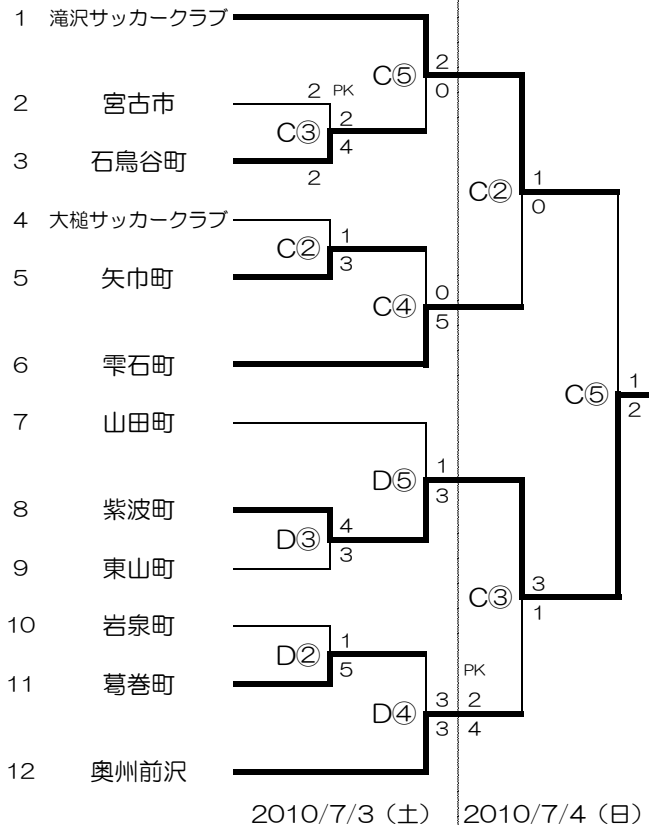 1 滝沢サッカークラブ
2
C⑤
0
2 PK
2 宮古市
2
C③
4
3 石鳥谷町
2
1
C②
0
4 大槌サッカークラブ
1
C②
3
5 矢巾町
0
C④
5
6 雫石町
1
C⑤
2
7 山田町
1
D⑤
3
8 紫波町
4
D③
3
9 東山町
3
C③
1
10 岩泉町
1
D②
5
11 葛巻町
PK
3 2
D④
3 4
12 奥州前沢
2010/7/3（土） 2010/7/4（日）